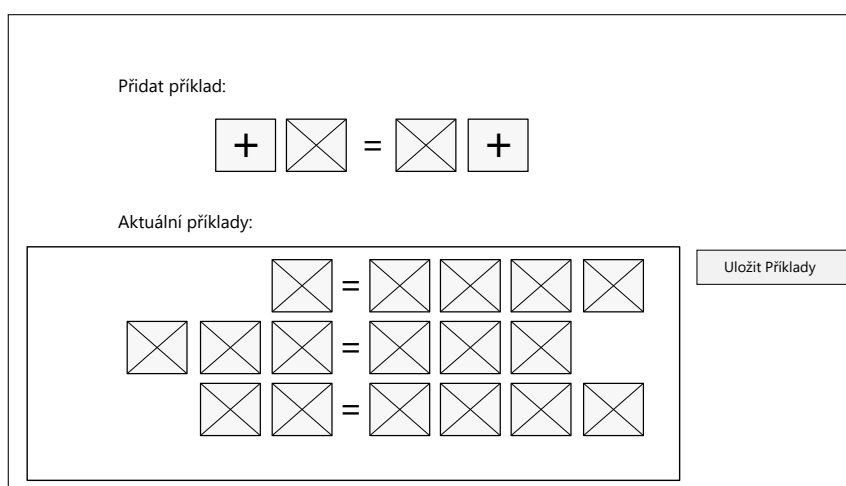 Přidat příklad:
+ = +
Aktuální příklady:
Uložit Příklady
=
=
=